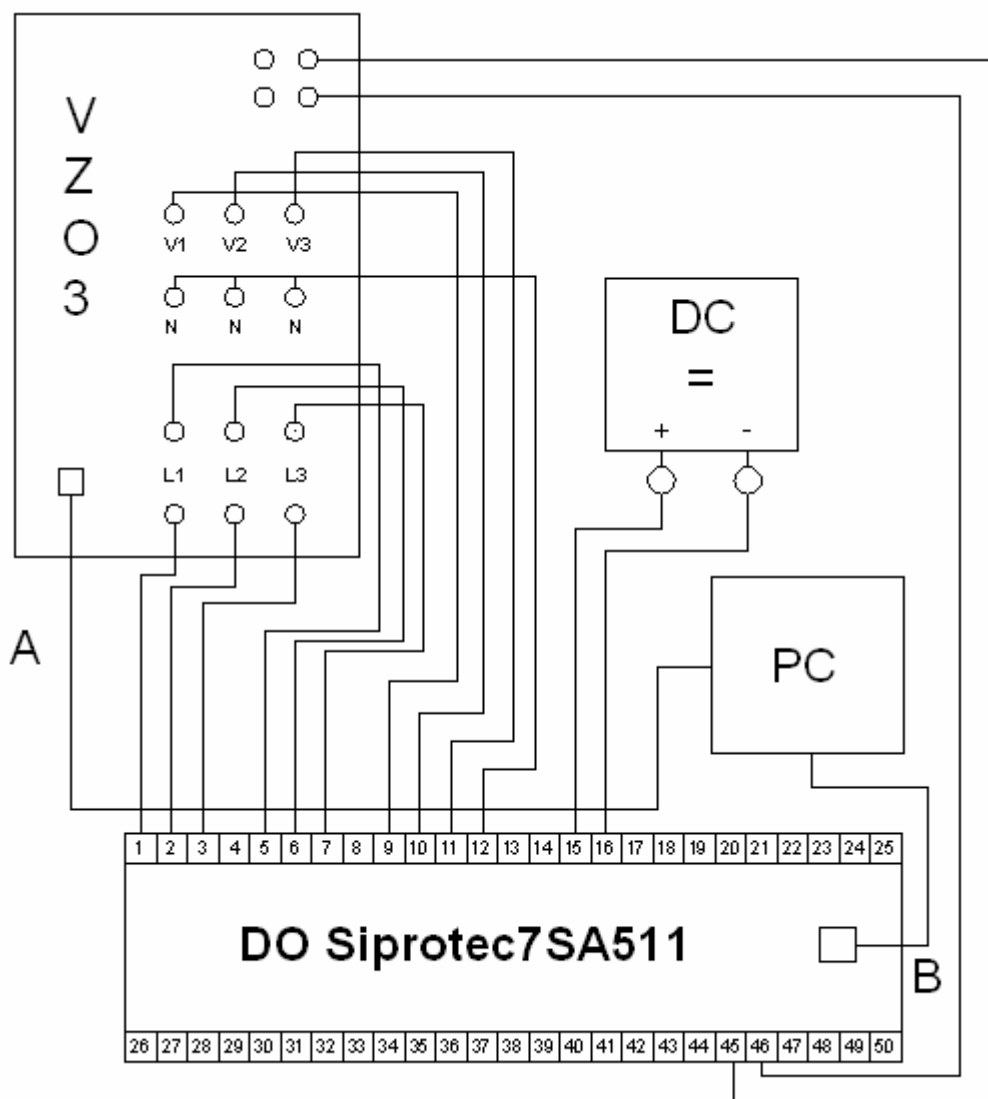 V
Z
O
3
V1 V2 V3
N N N
L1 L2 L3
DC
=
+ -
A
PC
1 2 3 4 5 6 7 8 9 10 11 12 13 14 15 16 17 18 19 20 21 22 23 24 25
DO Siprotec7SA511
B
26 27 28 29 30 31 32 33 34 35 36 37 38 39 40 41 42 43 44 45 46 47 48 49 50